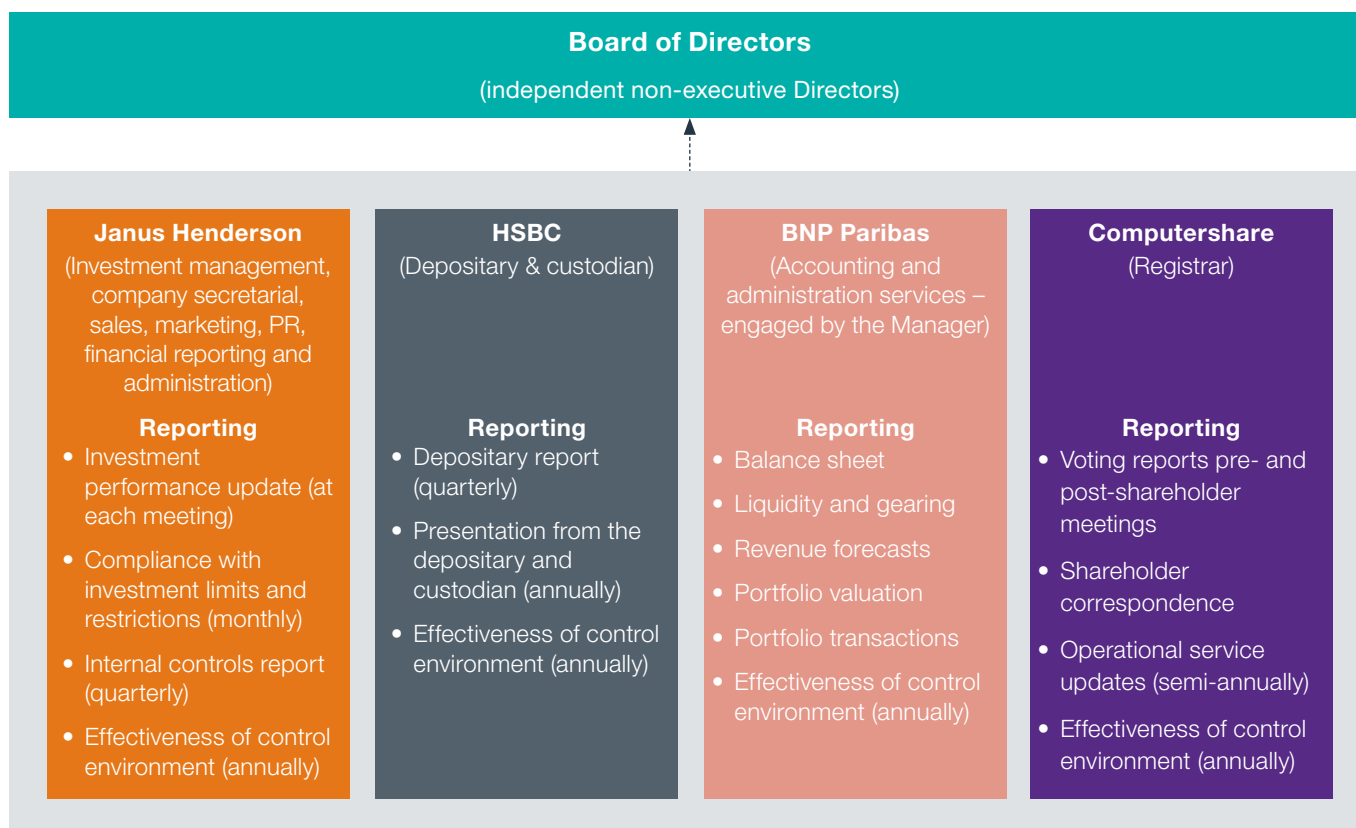 Board of Directors
(independent non-executive Directors)
Janus Henderson
(Investment management,
company secretarial,
sales, marketing, PR,
financial reporting and
administration)
Reporting
• Investment
performance update (at
each meeting)
• Compliance with
investment limits and
restrictions (monthly)
• Internal controls report
(quarterly)
• Effectiveness of control
environment (annually)
HSBC
(Depositary & custodian)
Reporting
• Depositary report
(quarterly)
• Presentation from the
depositary and
custodian (annually)
• Effectiveness of control
environment (annually)
BNP Paribas
(Accounting and
administration services –
engaged by the Manager)
Reporting
• Balance sheet
• Liquidity and gearing
• Revenue forecasts
• Portfolio valuation
• Portfolio transactions
• Effectiveness of control
environment (annually)
Computershare
(Registrar)
Reporting
• Voting reports pre- and
post-shareholder
meetings
• Shareholder
correspondence
• Operational service
updates (semi-annually)
• Effectiveness of control
environment (annually)